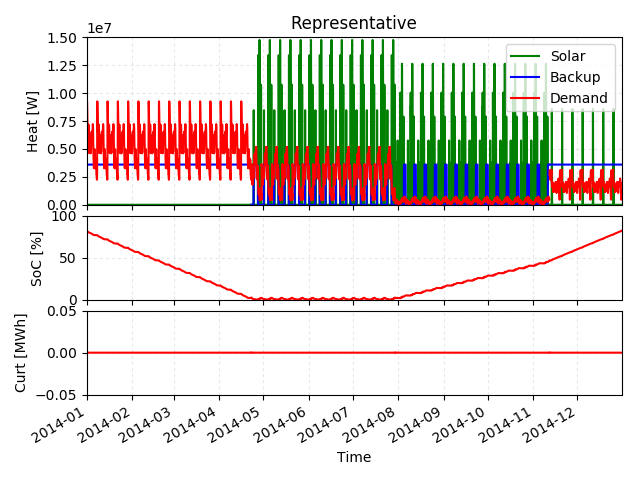 Representative
1e7
Heat [W]
1.50
1.25
1.00
0.75
0.50
0.25
0.00
Solar
Backup
Demand
SoC [%]
100
50
0
Curt [MWh]
0.05
0.00
−0.05
2014-01
2014-02
2014-03
2014-04
2014-05
2014-06
2014-07
2014-08
2014-09
2014-10
2014-11
2014-12
Time